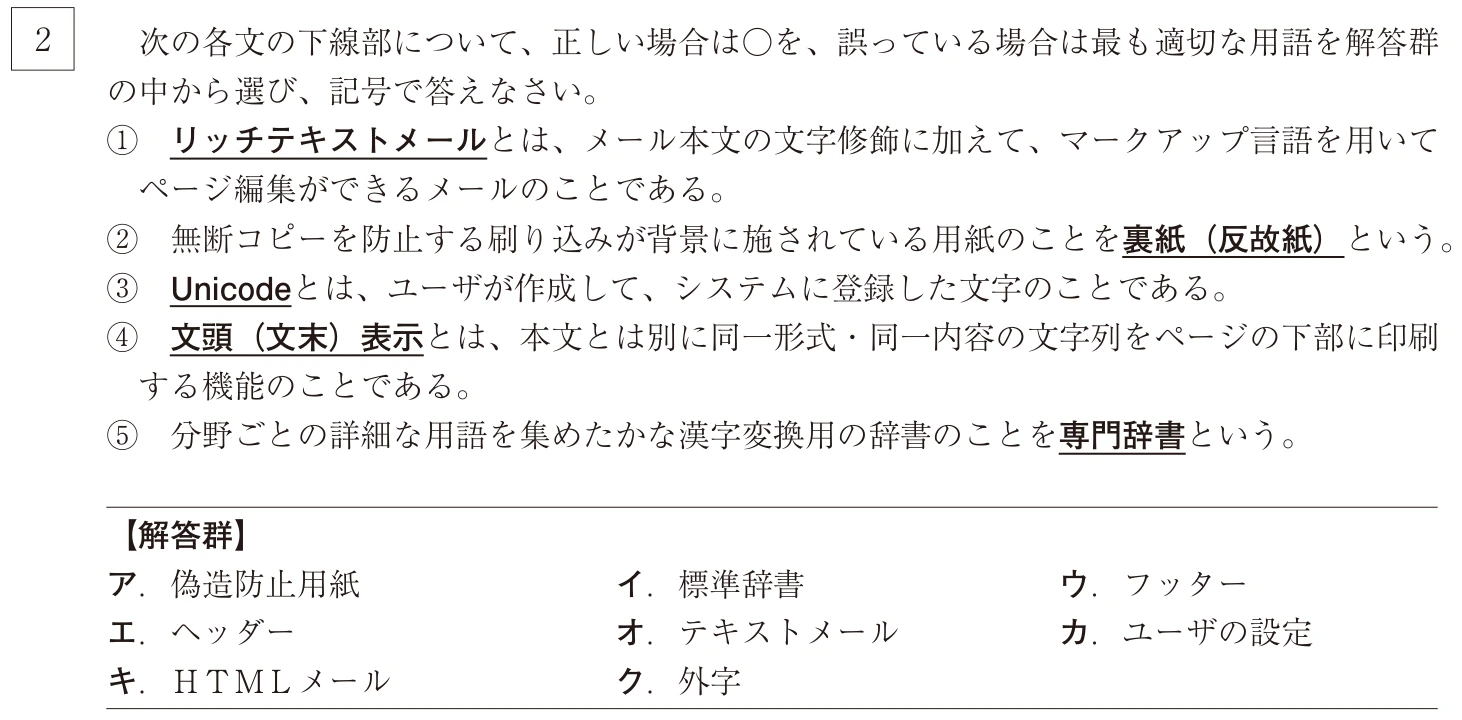 2
次の各文の下線部について、正しい場合は○を、誤っている場合は最も適切な用語を解答群
の中から選び、記号で答えなさい。
① リッチテキストメールとは、メール本文の文字修飾に加えて、マークアップ言語を用いて
ページ編集ができるメールのことである。
② 無断コピーを防止する刷り込みが背景に施されている用紙のことを裏紙（反故紙）という。
③ Unicodeとは、ユーザが作成して、システムに登録した文字のことである。
④ 文頭（文末）表示とは、本文とは別に同一形式・同一内容の文字列をページの下部に印刷
する機能のことである。
⑤ 分野ごとの詳細な用語を集めたかな漢字変換用の辞書のことを専門辞書という。
【解答群】
ア．偽造防止用紙 イ．標準辞書 ウ．フッター
エ．ヘッダー オ．テキストメール カ．ユーザの設定
キ．ＨＴＭＬメール ク．外字